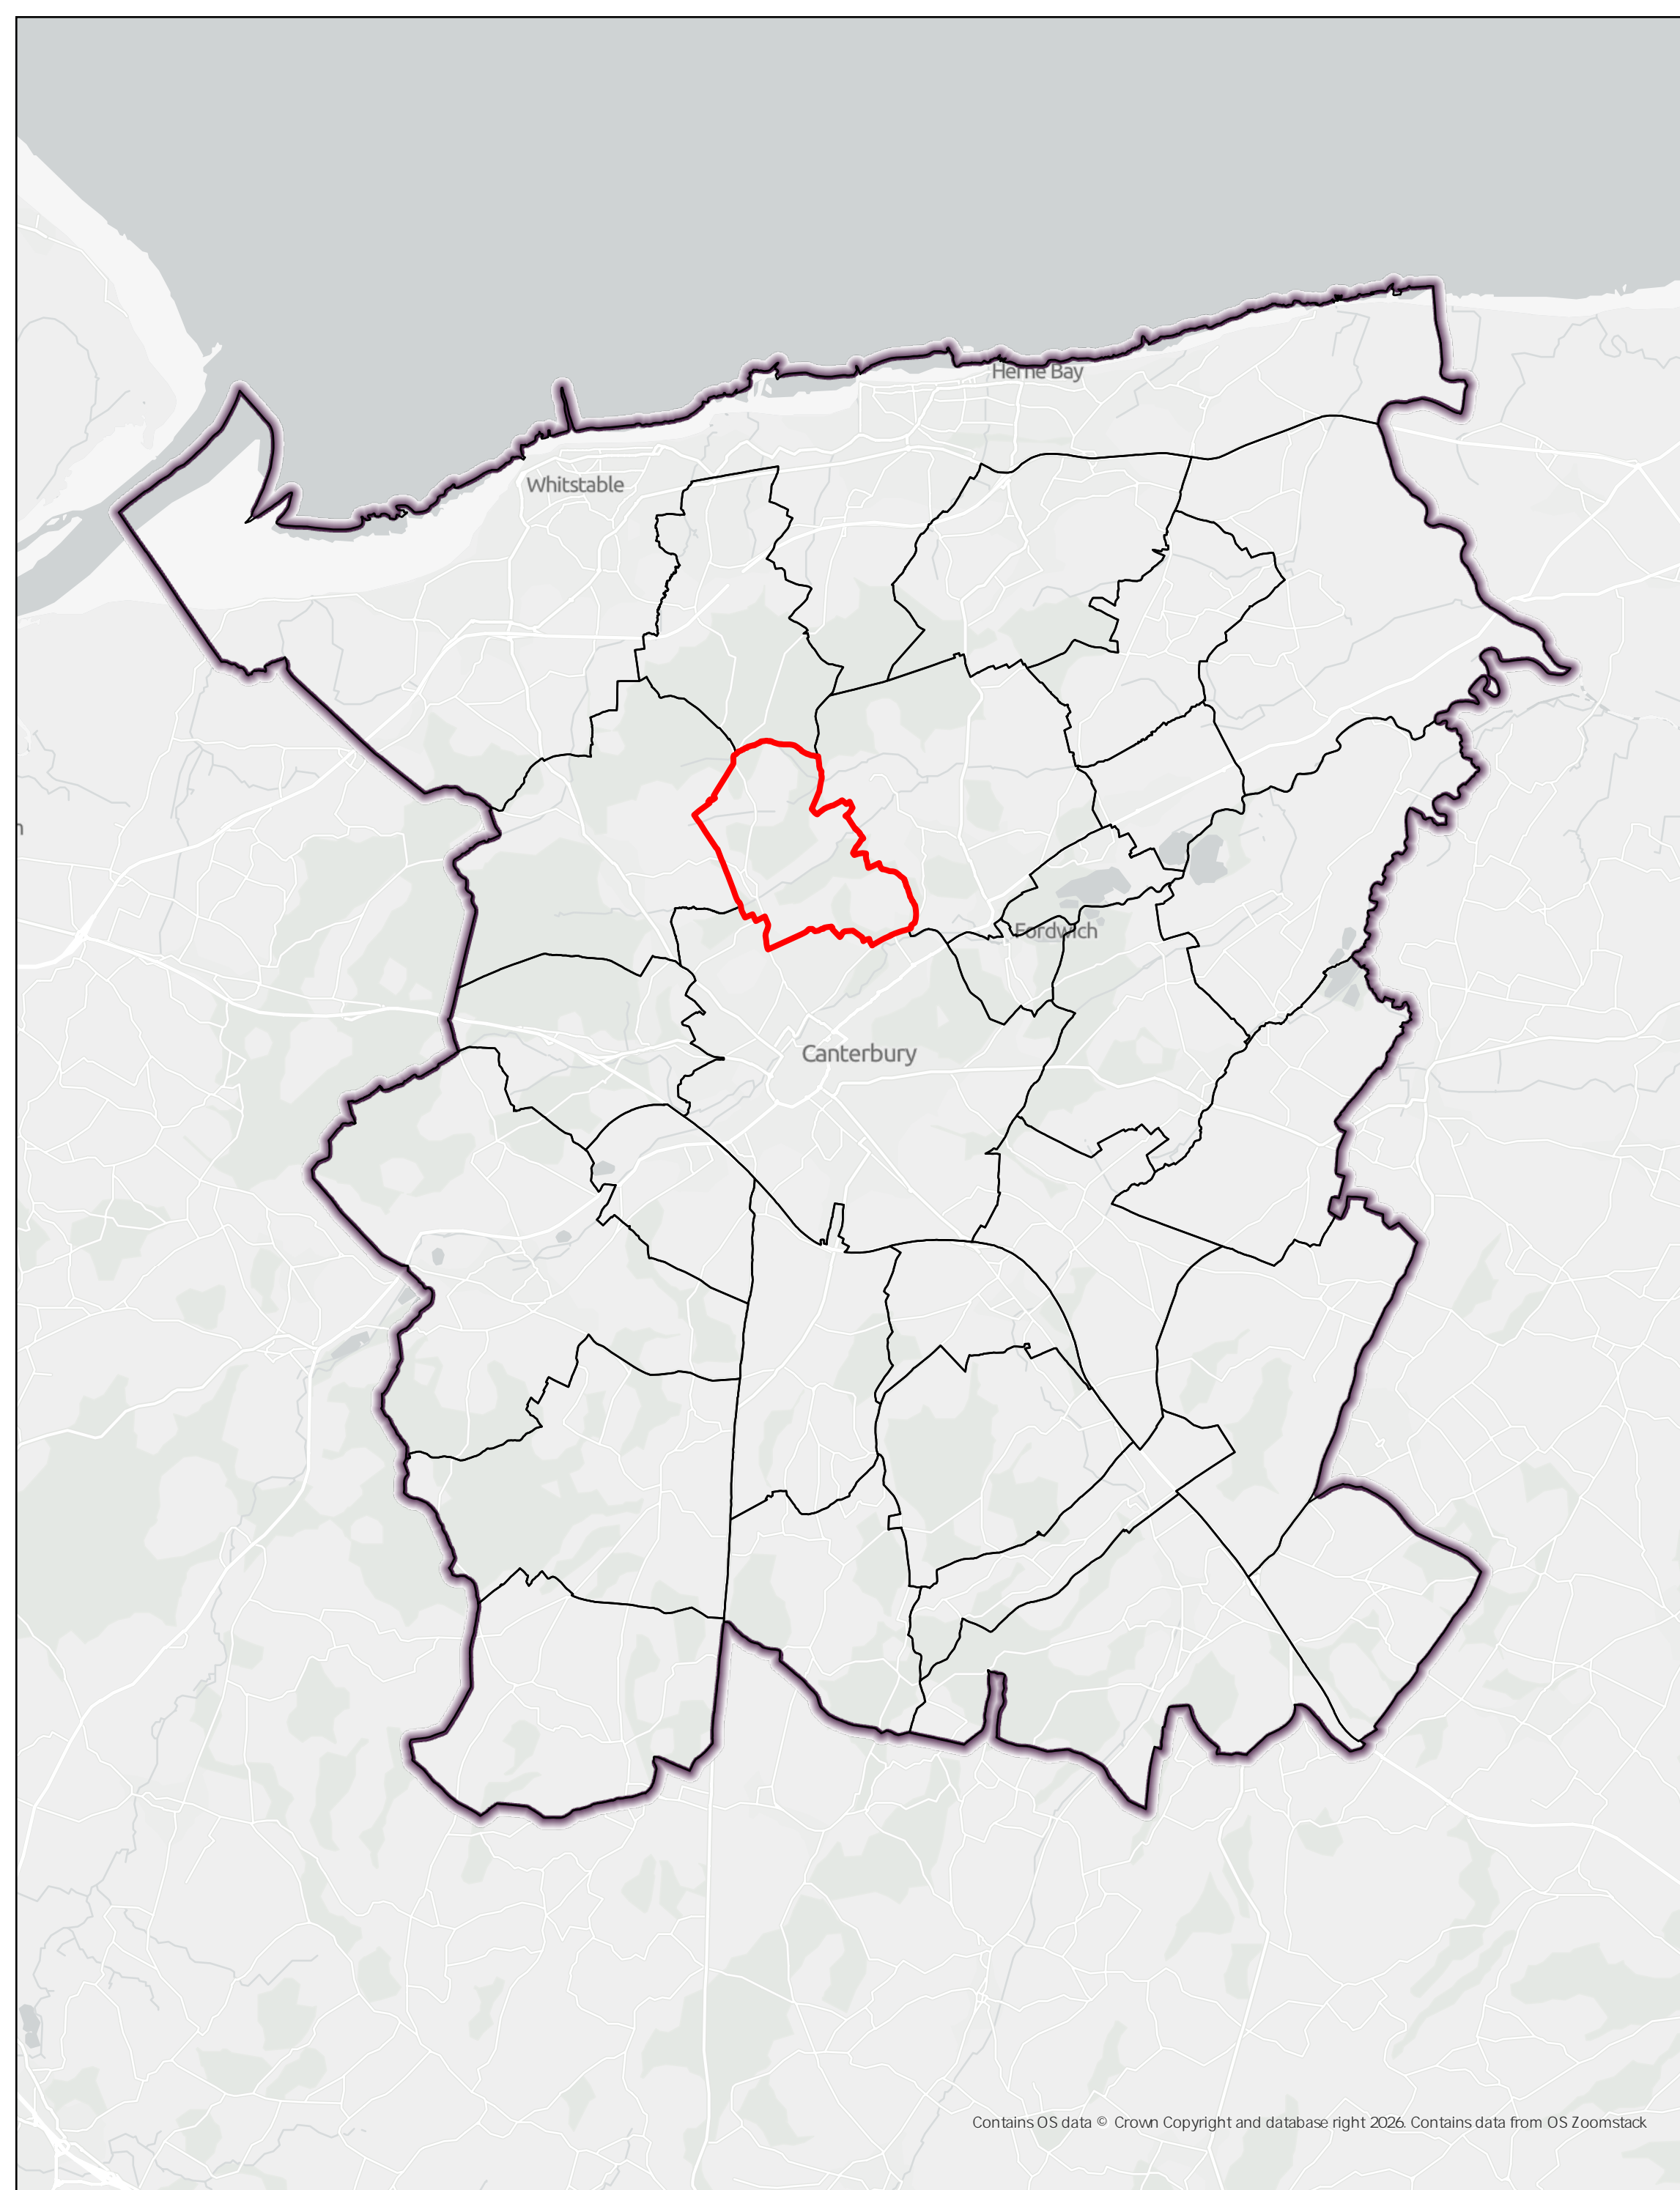 Herne Bay
Whitstable
Fordwich
Canterbury
Contains OS data © Crown Copyright and database right 2026. Contains data from OS Zoomstack